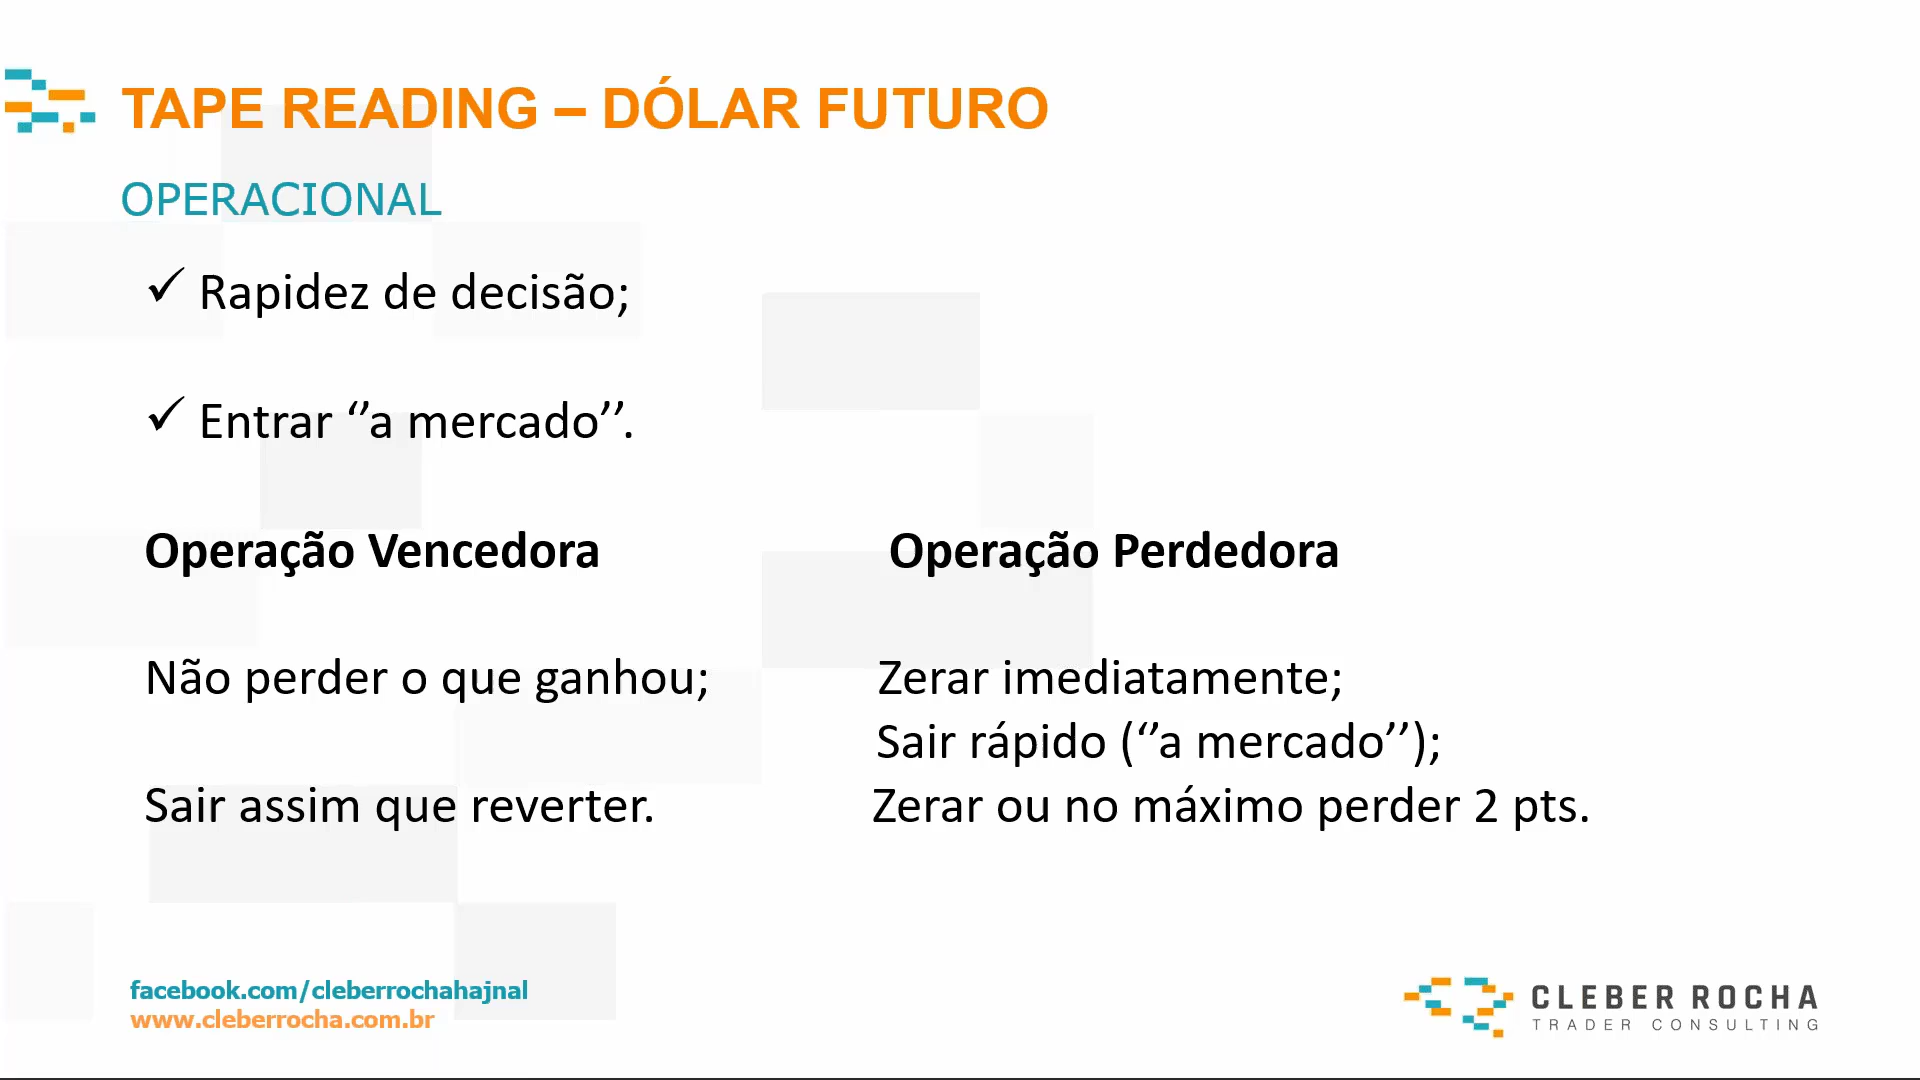 TAPE READING – DÓLAR FUTURO
OPERACIONAL
✓ Rapidez de decisão;
✓ Entrar ‘’a mercado’’.
Operação Vencedora
Não perder o que ganhou;
Sair assim que reverter.
Operação Perdedora
Zerar imediatamente;
Sair rápido (‘’a mercado’’);
Zerar ou no máximo perder 2 pts.
facebook.com/cleberrochahajnal
www.cleberrocha.com.br
CLEBER ROCHA
TRADER CONSULTING